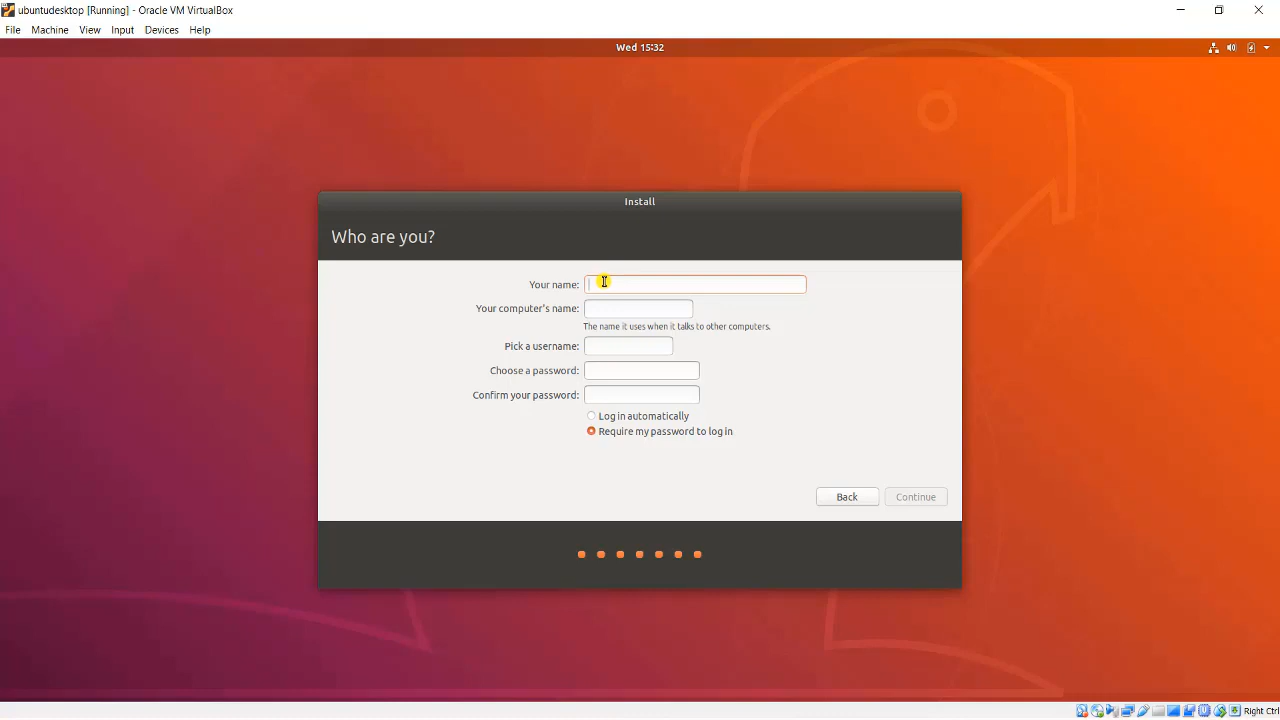 ubuntudesktop [Running] - Oracle VM VirtualBox
File Machine View Input Devices Help
Wed 15:32
Install
Who are you?
Your name:
Your computer's name:
The name it uses when it talks to other computers.
Pick a username:
Choose a password:
Confirm your password:
Log in automatically
Require my password to log in
Back Continue
Right Ctrl